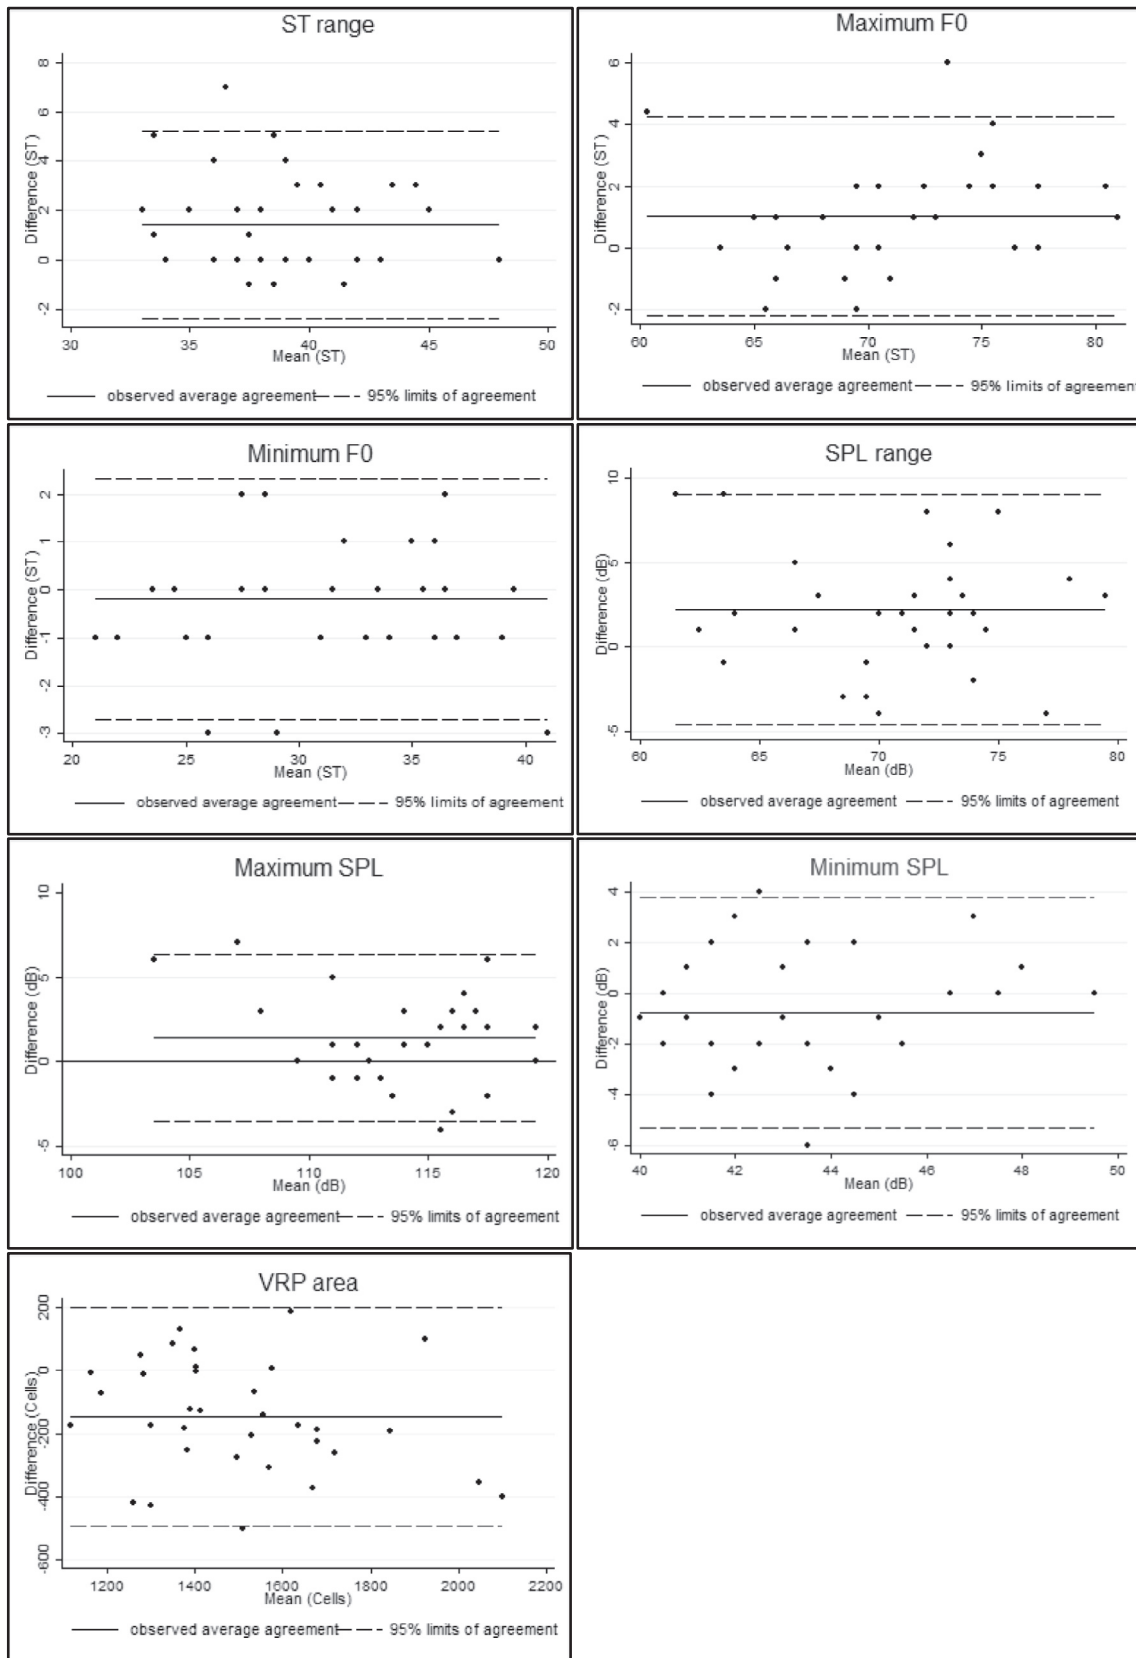 ST range
Difference (ST)
8
6
4
2
0
-2
30 35 40 45 50
Mean (ST)
observed average agreement 95% limits of agreement
Maximum F0
Difference (ST)
6
4
2
0
-2
60 65 70 75 80
Mean (ST)
observed average agreement 95% limits of agreement
Minimum F0
Difference (ST)
2
1
0
-1
-2
-3
20 25 30 35 40
Mean (ST)
observed average agreement 95% limits of agreement
SPL range
Difference (dB)
10
5
0
-5
60 65 70 75 80
Mean (dB)
observed average agreement 95% limits of agreement
Maximum SPL
Difference (dB)
10
5
0
-5
100 105 110 115 120
Mean (dB)
observed average agreement 95% limits of agreement
Minimum SPL
Difference (dB)
4
2
0
-2
-4
-6
40 42 44 46 48 50
Mean (dB)
observed average agreement 95% limits of agreement
VRP area
Difference (Cells)
200
0
-200
-400
-600
1200 1400 1600 1800 2000 2200
Mean (Cells)
observed average agreement 95% limits of agreement